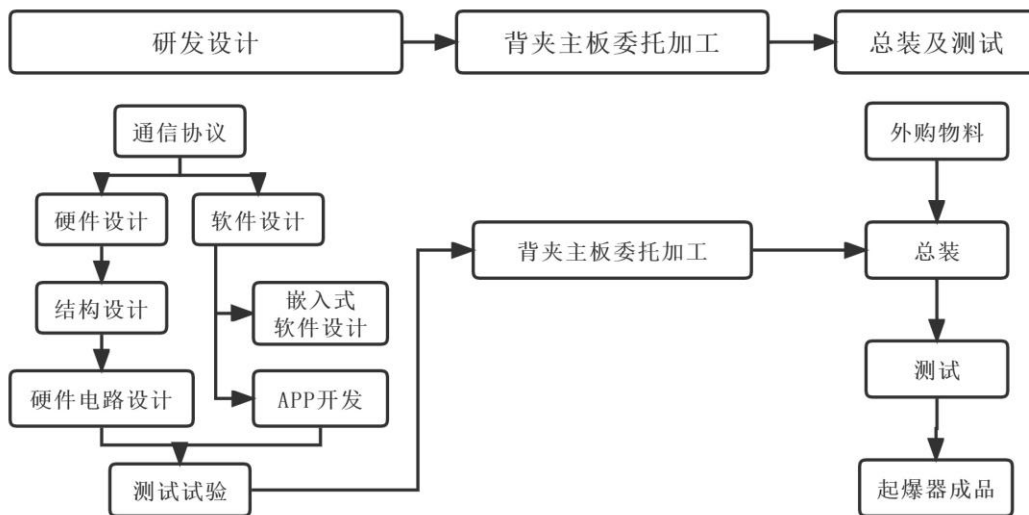 研发设计
背夹主板委托加工
总装及测试
通信协议
外购物料
硬件设计
软件设计
背夹主板委托加工
总装
结构设计
嵌入式
软件设计
硬件电路设计
APP开发
测试
测试试验
起爆器成品